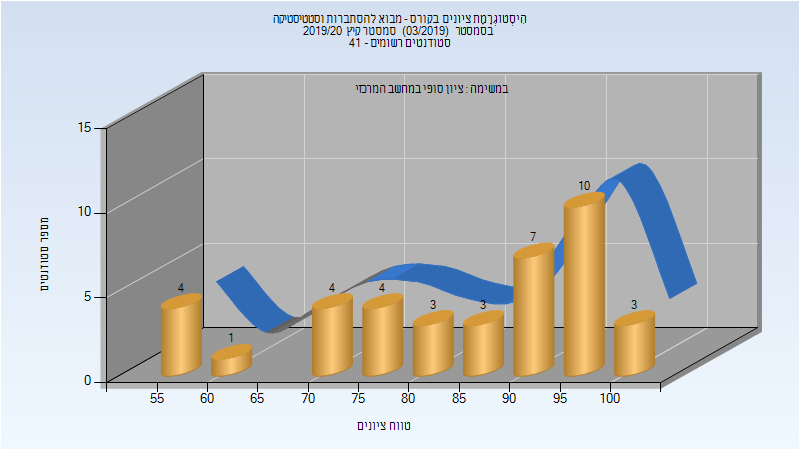 היסטוגרמת ציונים בקורס - מבוא להסתברות וסטטיסטיקה
בסמסטר (03/2019) סמסטר קיץ 2019/20
סטודנטים רשומים - 41
במשימה : ציון סופי במחשב המרכזי
מספר סטודנטים
15
10
5
0
4
1
4
4
3
3
7
10
3
55 60 65 70 75 80 85 90 95 100
טווח ציונים